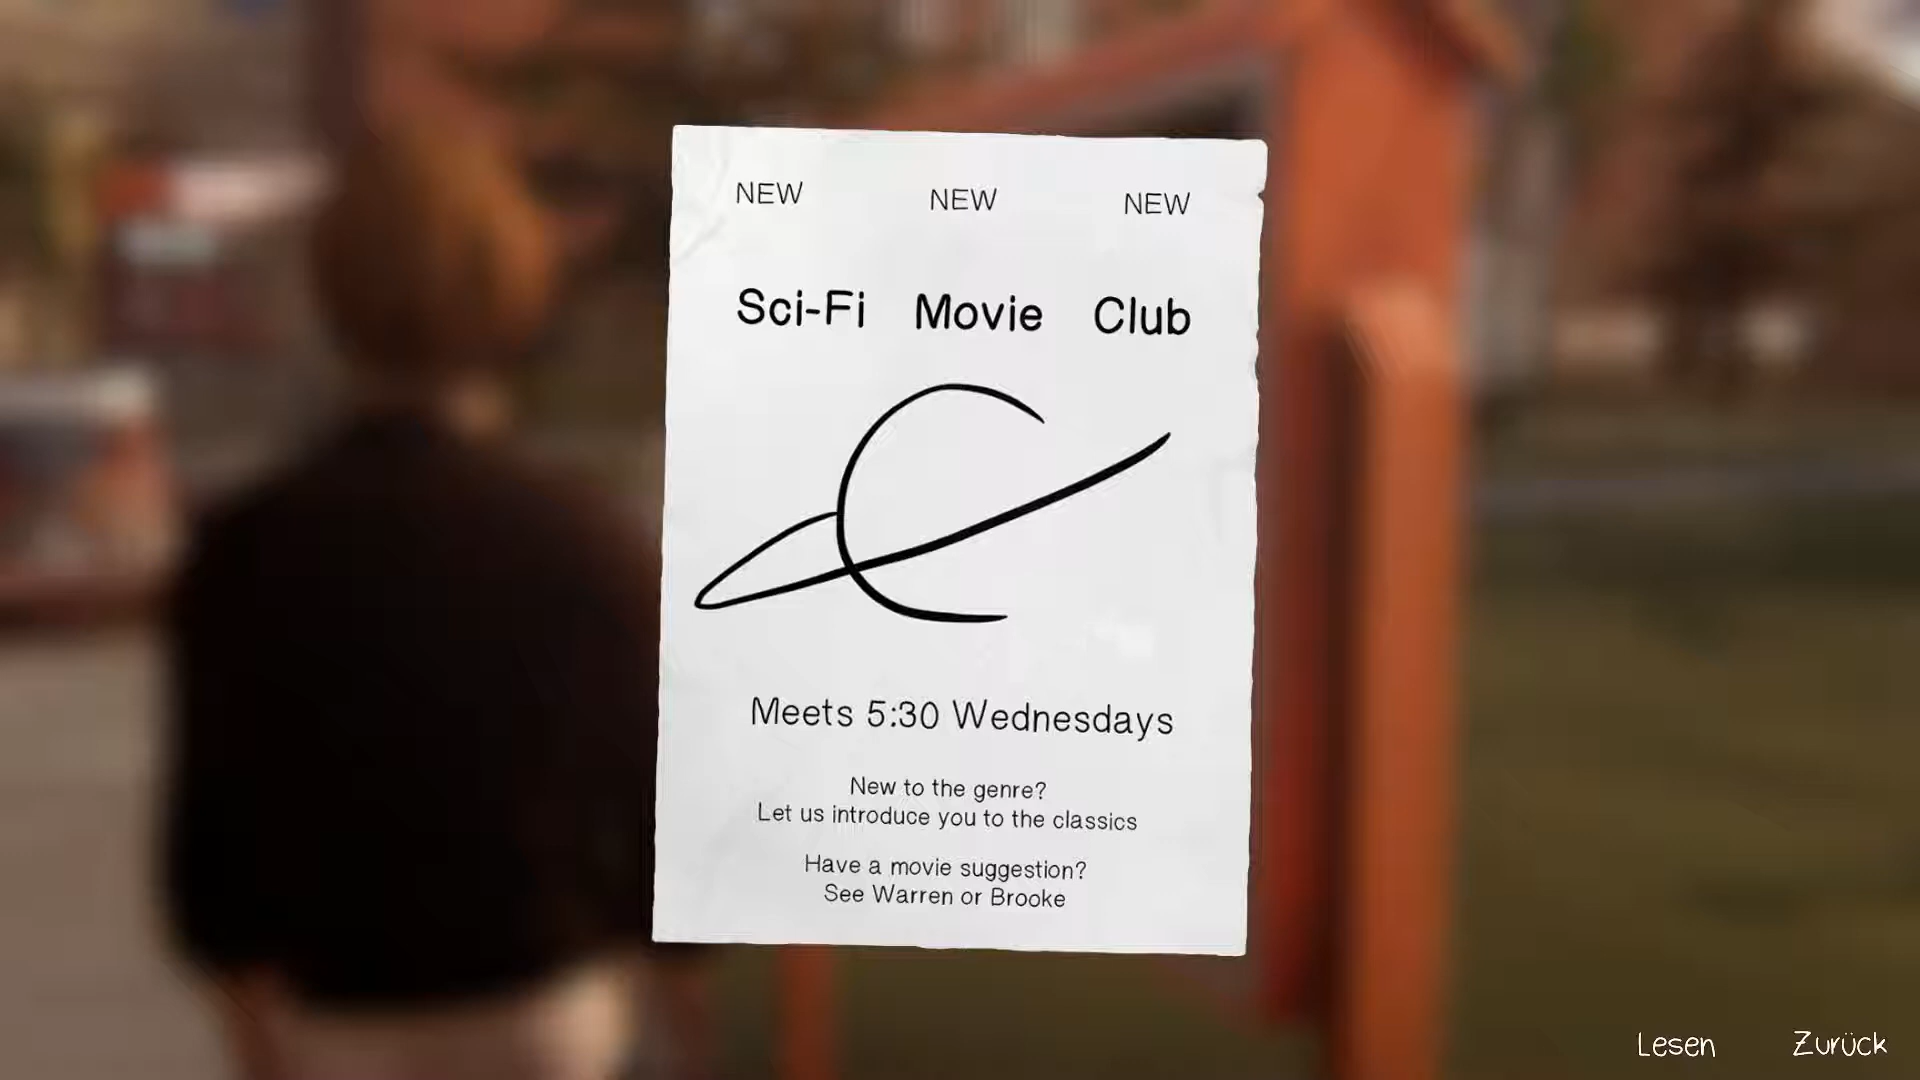 NEW NEW NEW
Sci-Fi Movie Club
Meets 5:30 Wednesdays
New to the genre?
Let us introduce you to the classics
Have a movie suggestion?
See Warren or Brooke
Lesen Zurück